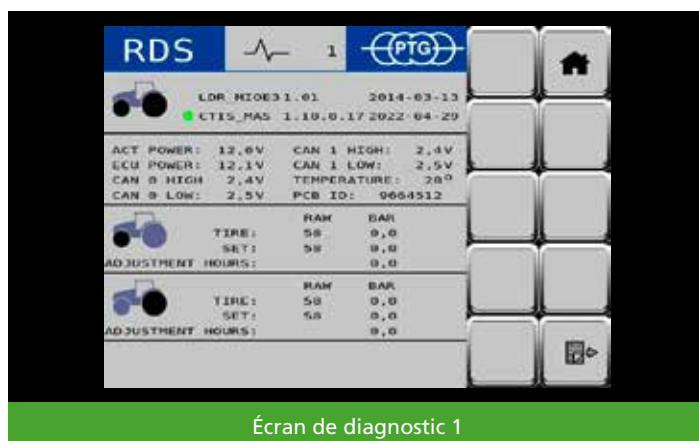 RDS 1 PTG
LDR_MIOE3 1.01 2014-03-13
CTIS_MAS 1.10.0.17 2022-04-29
ACT POWER: 12,0V CAN 1 HIGH: 2,4V
ECU POWER: 12,1V CAN 1 LOW: 2,5V
CAN 0 HIGH 2,4V TEMPERATURE: 28°
CAN 0 LOW: 2,5V PCB ID: 9664512
RAW BAR
TIRE: 58 0,0
SET: 58 0,0
ADJUSTMENT HOURS: 0,0
RAW BAR
TIRE: 58 0,0
SET: 58 0,0
ADJUSTMENT HOURS: 0,0
Écran de diagnostic 1